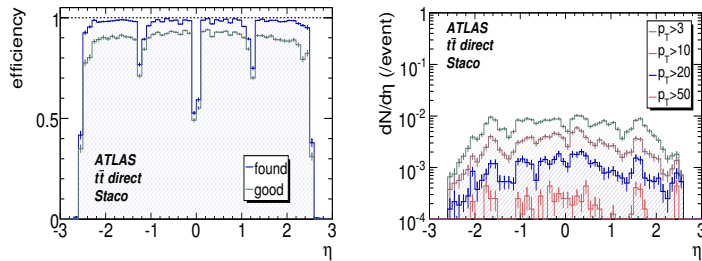 efficiency
1
0.5
0
ATLAS
tt̄ direct
Staco
found
good
-3 -2 -1 0 1 2 3
η
dN/dη (/event)
1
10⁻¹
10⁻²
10⁻³
10⁻⁴
ATLAS
tt̄ direct
Staco
p_T>3
p_T>10
p_T>20
p_T>50
-3 -2 -1 0 1 2 3
η